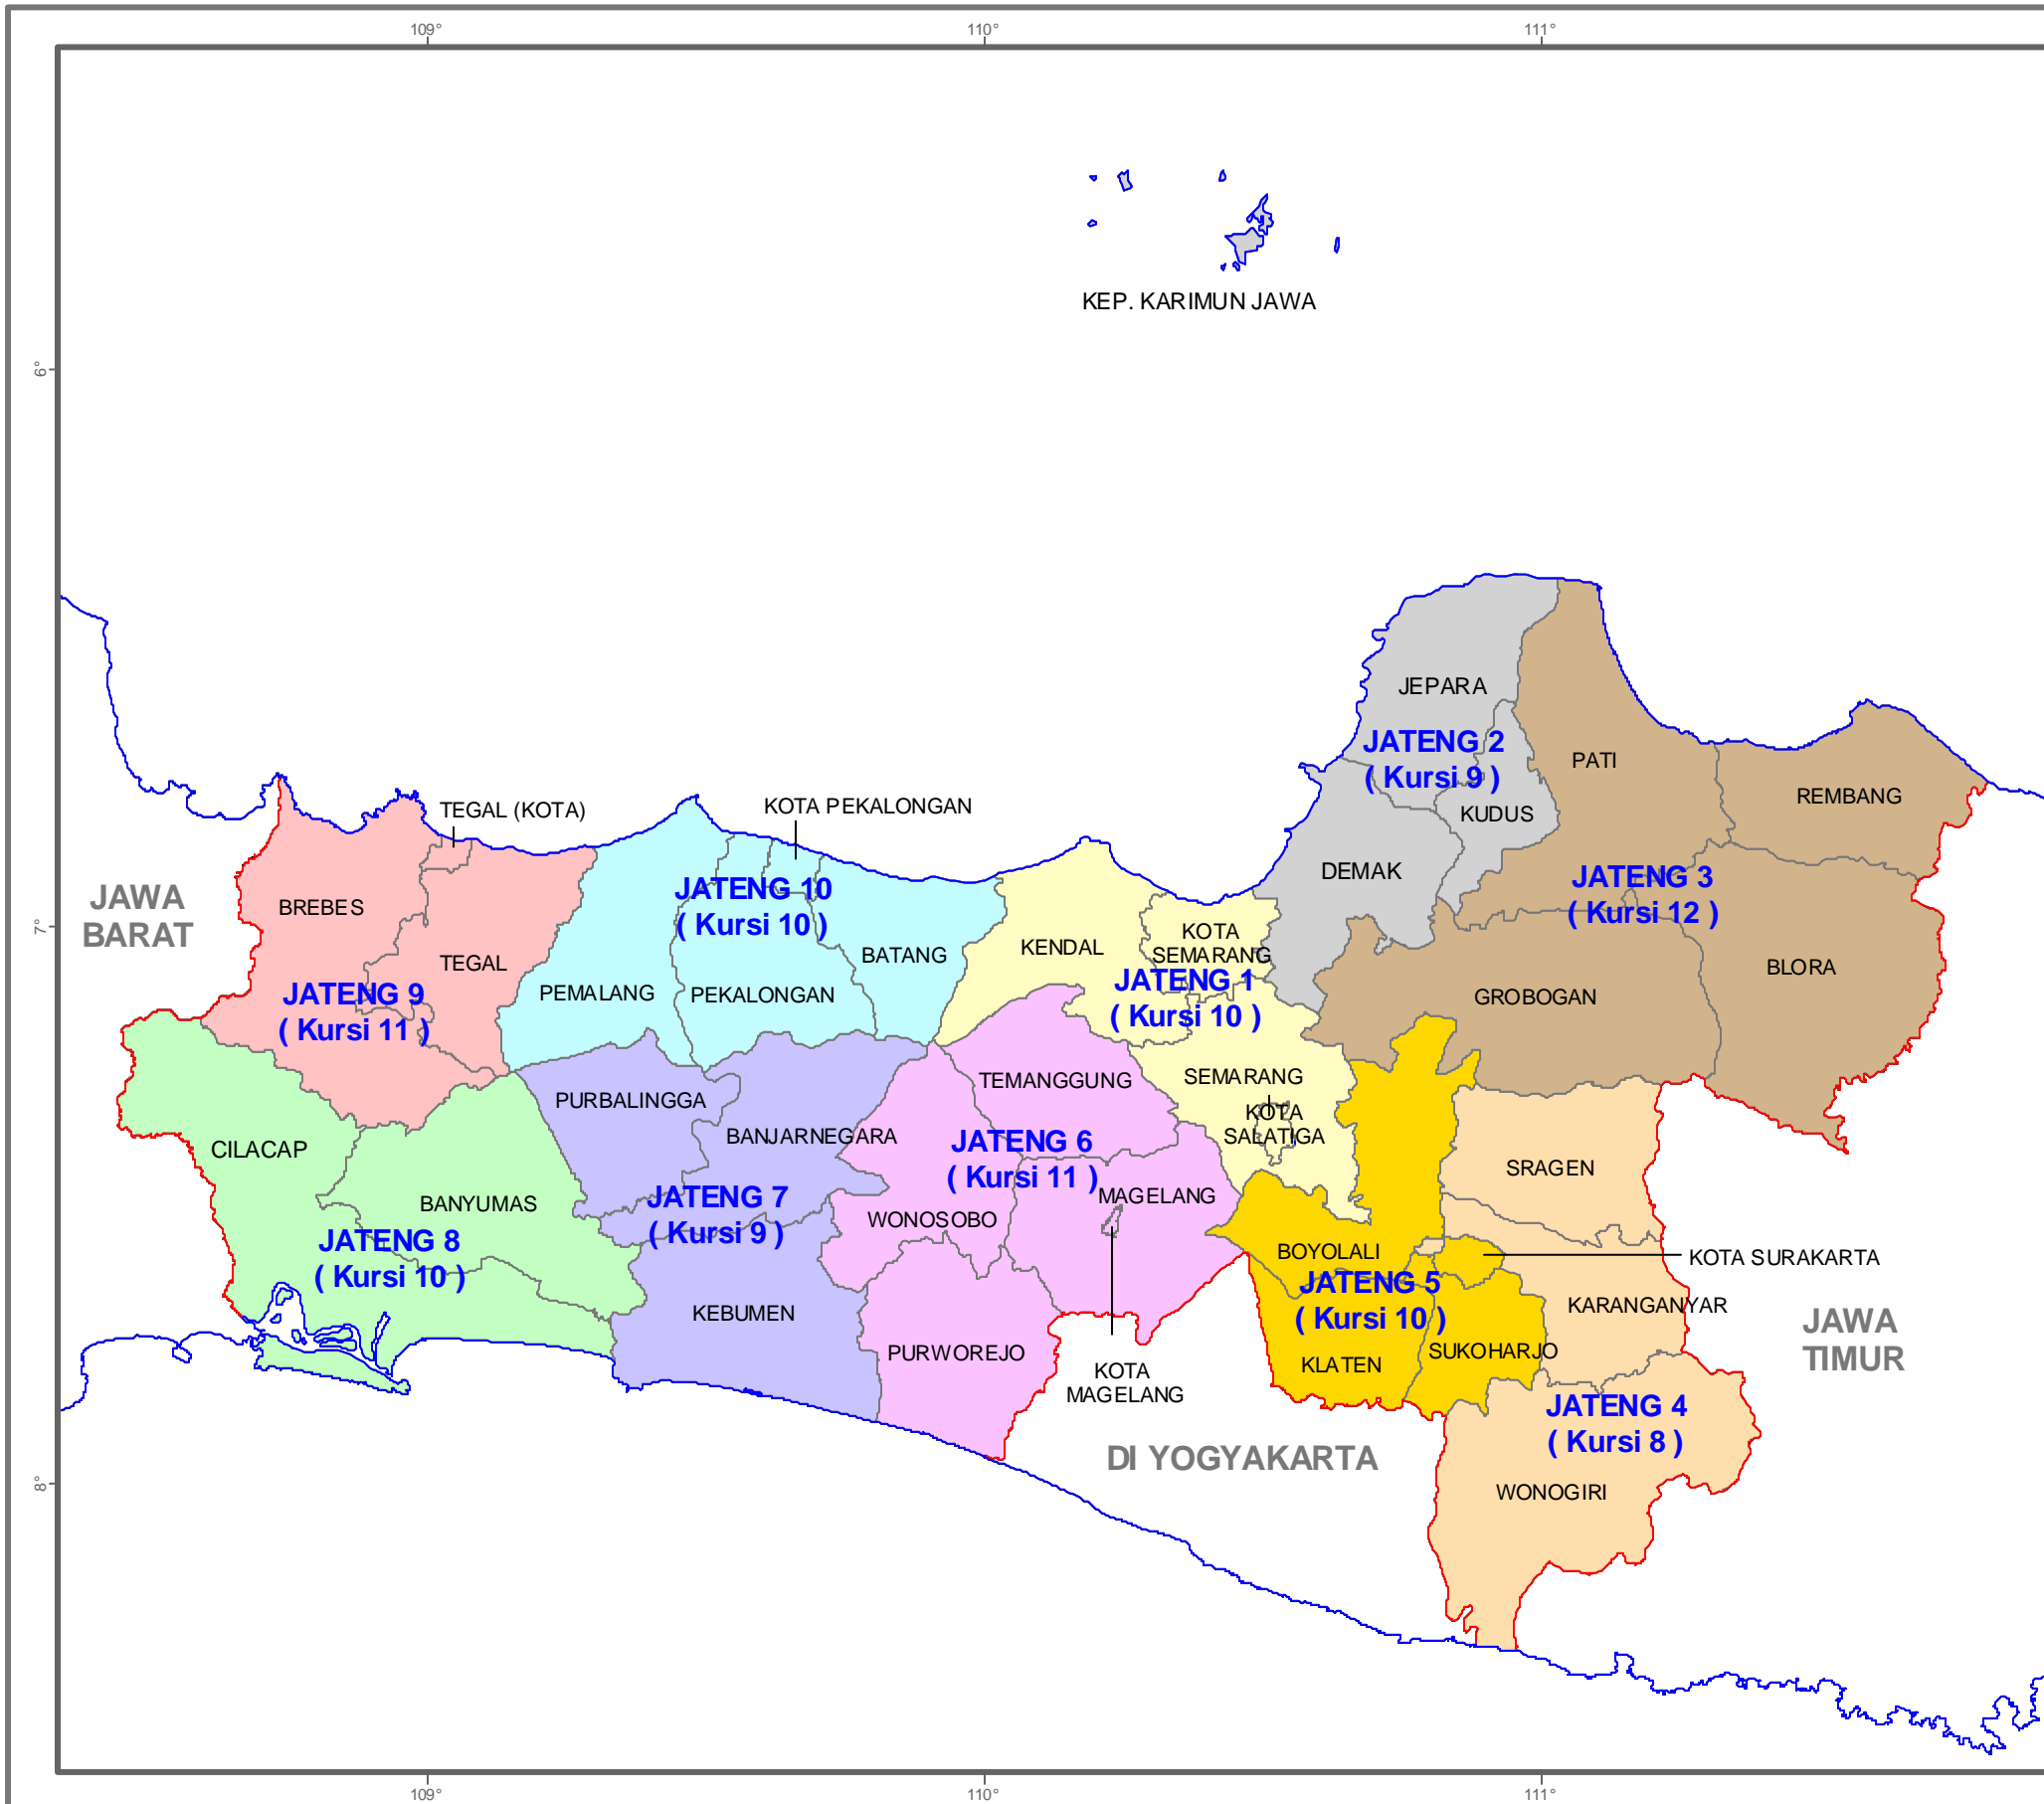 109°
110°
111°
KEP. KARIMUN JAWA
6°
JEPARA
JATENG 2
( Kursi 9 )
PATI
KUDUS
REMBANG
DEMAK
JATENG 3
( Kursi 12 )
GROBOGAN
BLORA
TEGAL (KOTA)
KOTA PEKALONGAN
JAWA
BARAT
BREBES
TEGAL
JATENG 9
( Kursi 11 )
7°
JATENG 10
( Kursi 10 )
PEMALANG
PEKALONGAN
BATANG
KENDAL
KOTA
SEMARANG
JATENG 1
( Kursi 10 )
SEMARANG
KOTA
SALATIGA
CILACAP
BANYUMAS
JATENG 8
( Kursi 10 )
PURBALINGGA
BANJARNEGARA
JATENG 7
( Kursi 9 )
KEBUMEN
TEMANGGUNG
JATENG 6
( Kursi 11 )
MAGELANG
WONOSOBO
PURWOREJO
KOTA
MAGELANG
BOYOLALI
JATENG 5
( Kursi 10 )
KLATEN
SUKOHARJO
SRAGEN
KOTA SURAKARTA
KARANGANYAR
JAWA
TIMUR
JATENG 4
( Kursi 8 )
WONOGIRI
DI YOGYAKARTA
8°
109°
110°
111°